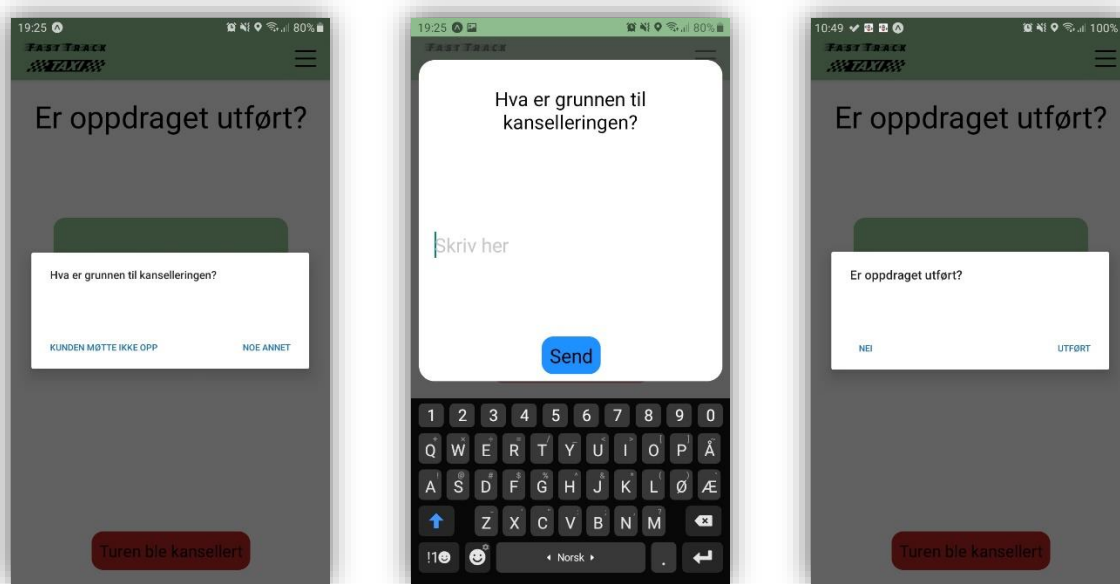 19:25
80%
FAST TRACK
TAXI
Er oppdraget utført?
Hva er grunnen til kanselleringen?
KUNDEN MØTTE IKKE OPP
NOE ANNET
Turen ble kansellert
19:25
80%
FAST TRACK
Hva er grunnen til
kanselleringen?
Skriv her
Send
1 2 3 4 5 6 7 8 9 0
Q W E R T Y U I O P Å
A S D F G H J K L Ø Æ
Z X C V B N M
!1
Norsk
.
10:49
100%
FAST TRACK
TAXI
Er oppdraget utført?
Er oppdraget utført?
NEI
UTFØRT
Turen ble kansellert